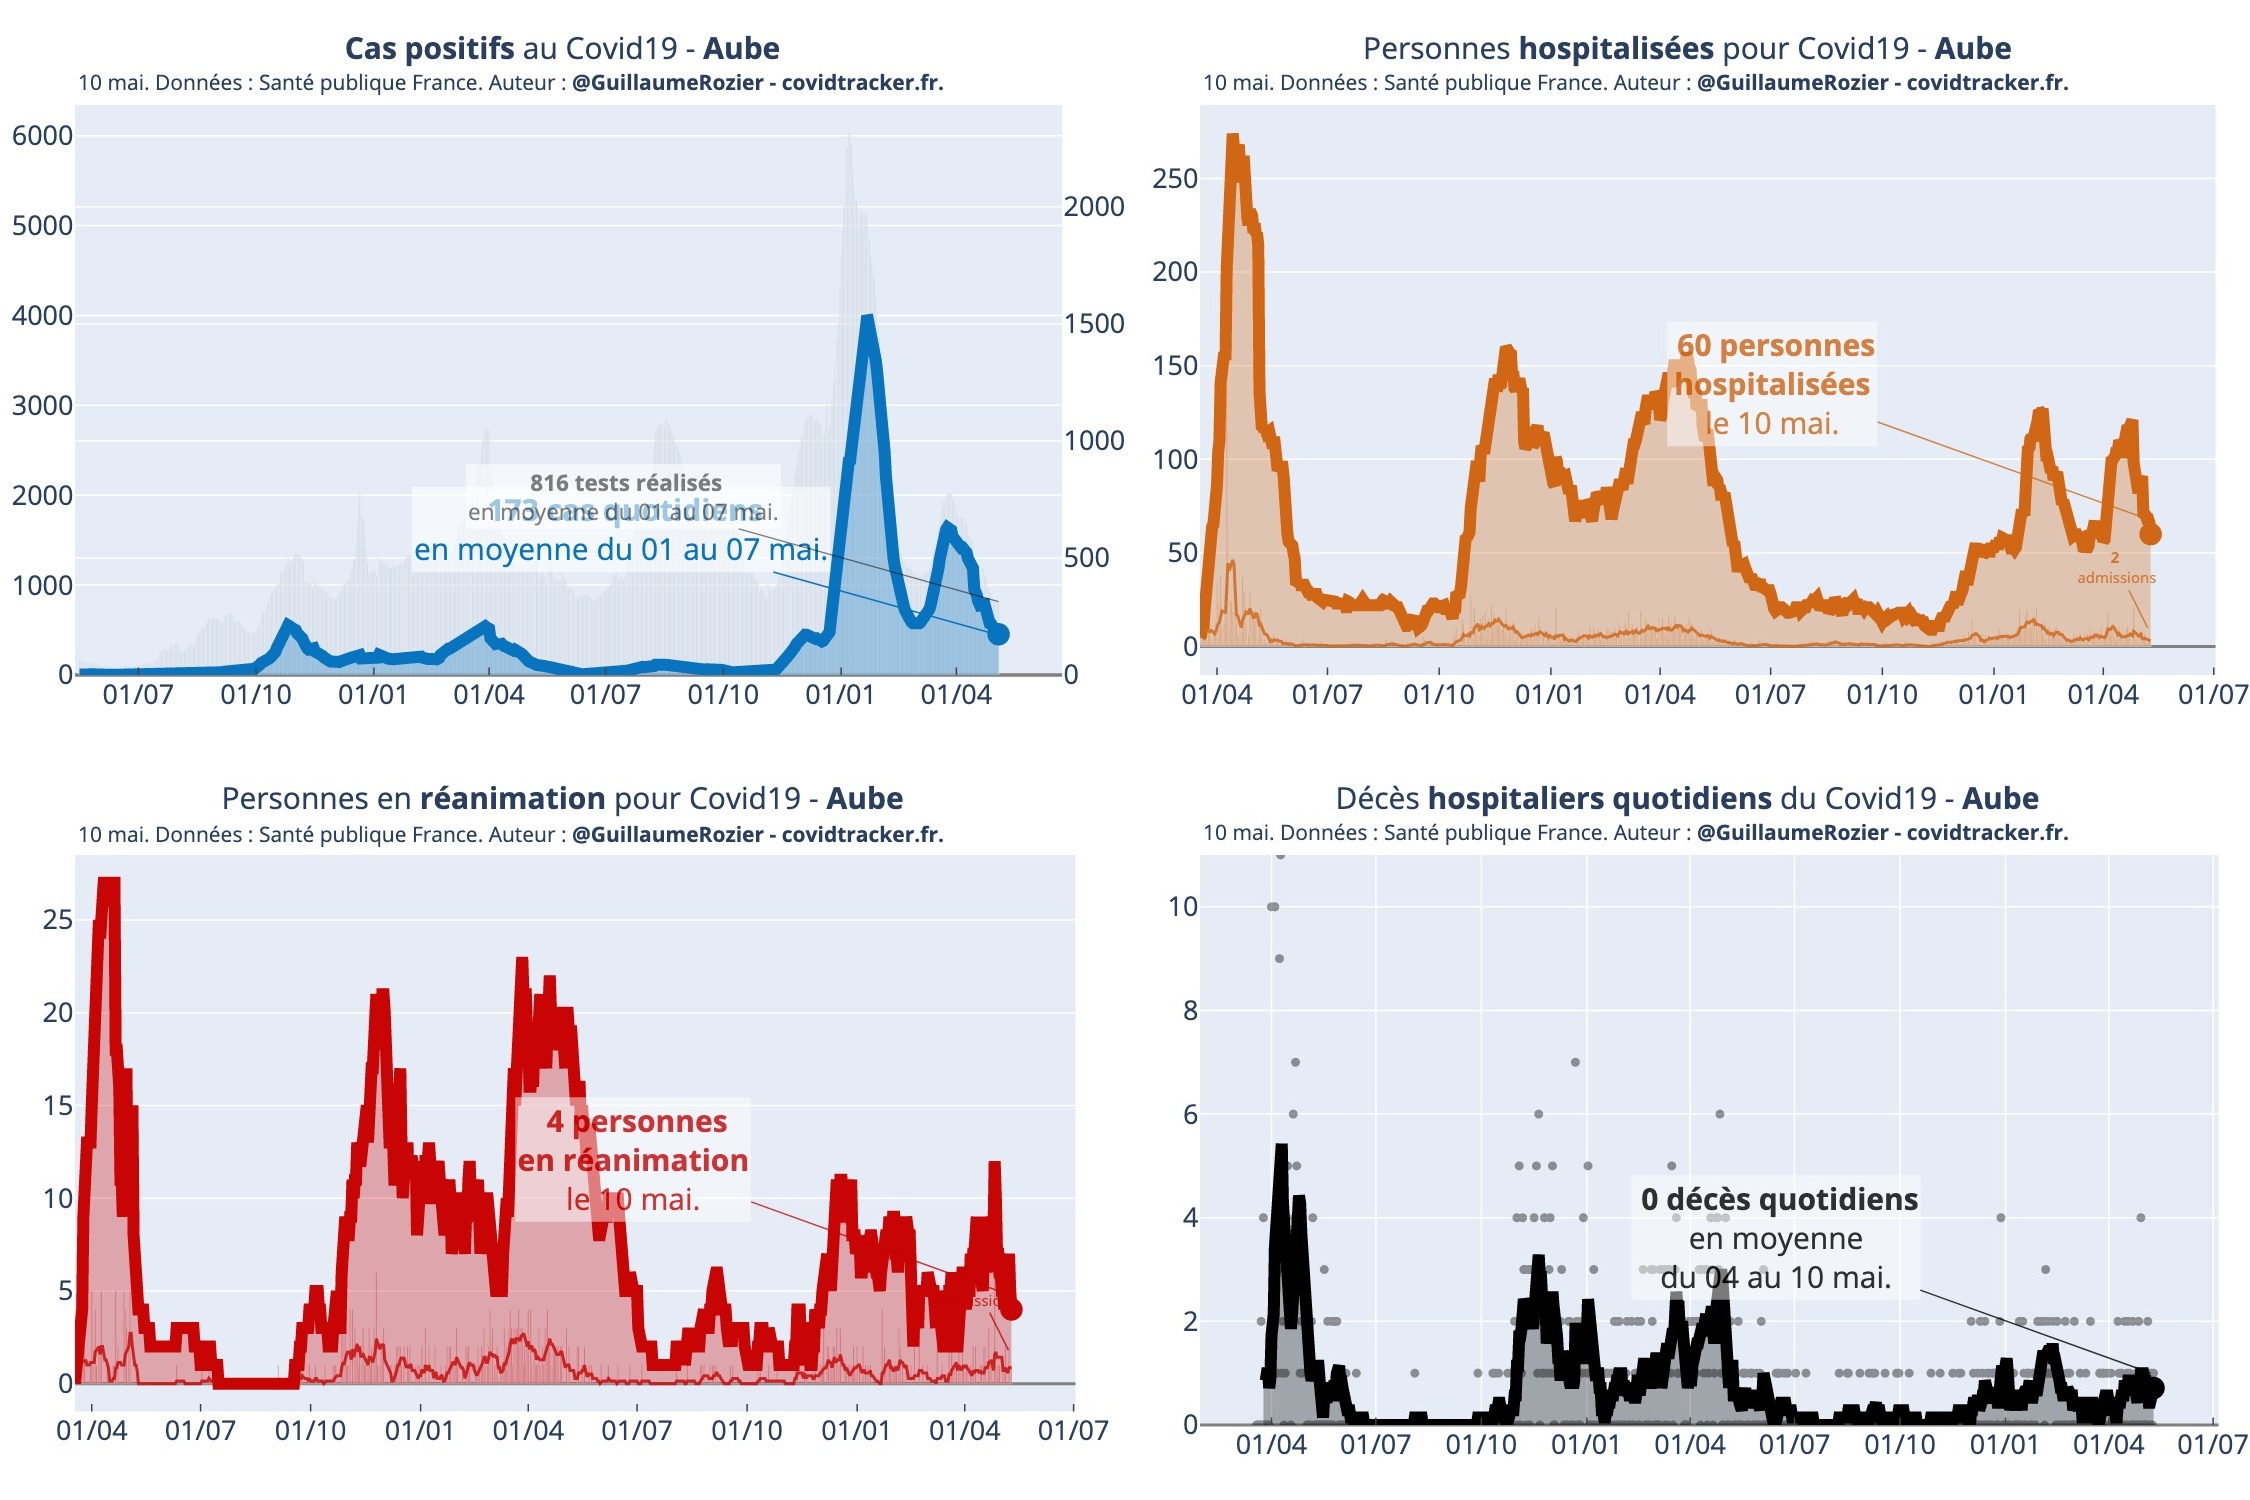 Cas positifs au Covid19 - Aube
10 mai. Données : Santé publique France. Auteur : @GuillaumeRozier - covidtracker.fr.
6000
5000
4000
3000
2000
1000
0
2000
1500
1000
500
0
816 tests réalisés
en moyenne du 01 au 07 mai.
173 cas quotidiens
en moyenne du 01 au 07 mai.
01/07 01/10 01/01 01/04 01/07 01/10 01/01 01/04
Personnes hospitalisées pour Covid19 - Aube
10 mai. Données : Santé publique France. Auteur : @GuillaumeRozier - covidtracker.fr.
250
200
150
100
50
0
60 personnes
hospitalisées
le 10 mai.
2
admissions
01/04 01/07 01/10 01/01 01/04 01/07 01/10 01/01 01/04 01/07
Personnes en réanimation pour Covid19 - Aube
10 mai. Données : Santé publique France. Auteur : @GuillaumeRozier - covidtracker.fr.
25
20
15
10
5
0
4 personnes
en réanimation
le 10 mai.
01/04 01/07 01/10 01/01 01/04 01/07 01/10 01/01 01/04 01/07
Décès hospitaliers quotidiens du Covid19 - Aube
10 mai. Données : Santé publique France. Auteur : @GuillaumeRozier - covidtracker.fr.
10
8
6
4
2
0
0 décès quotidiens
en moyenne
du 04 au 10 mai.
01/04 01/07 01/10 01/01 01/04 01/07 01/10 01/01 01/04 01/07